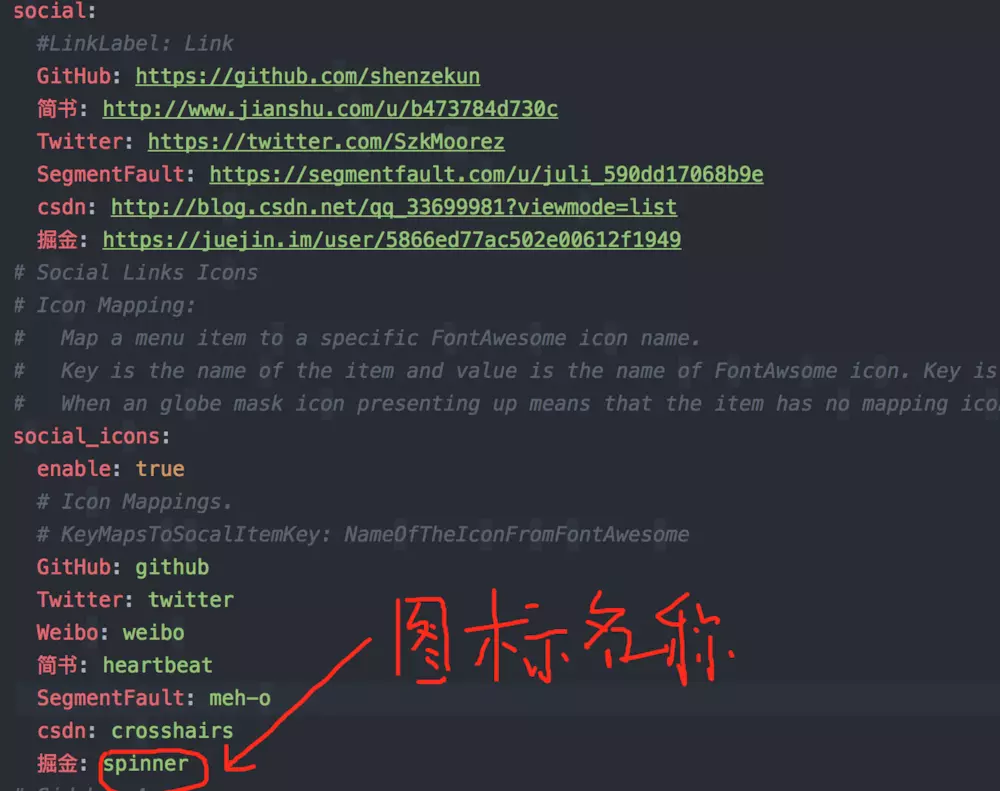 social:
#LinkLabel: Link
GitHub: https://github.com/shenzekun
简书: http://www.jianshu.com/u/b473784d730c
Twitter: https://twitter.com/SzkMoorez
SegmentFault: https://segmentfault.com/u/juli_590dd17068b9e
csdn: http://blog.csdn.net/qq_33699981?viewmode=list
掘金: https://juejin.im/user/5866ed77ac502e00612f1949
# Social Links Icons
# Icon Mapping:
#   Map a menu item to a specific FontAwesome icon name.
#   Key is the name of the item and value is the name of FontAwsome icon. Key is
#   When an globe mask icon presenting up means that the item has no mapping ico
social_icons:
enable: true
# Icon Mappings.
# KeyMapsToSocalItemKey: NameOfTheIconFromFontAwesome
GitHub: github
Twitter: twitter
Weibo: weibo
图标名称
简书: heartbeat
SegmentFault: meh-o
csdn: crosshairs
掘金: spinner